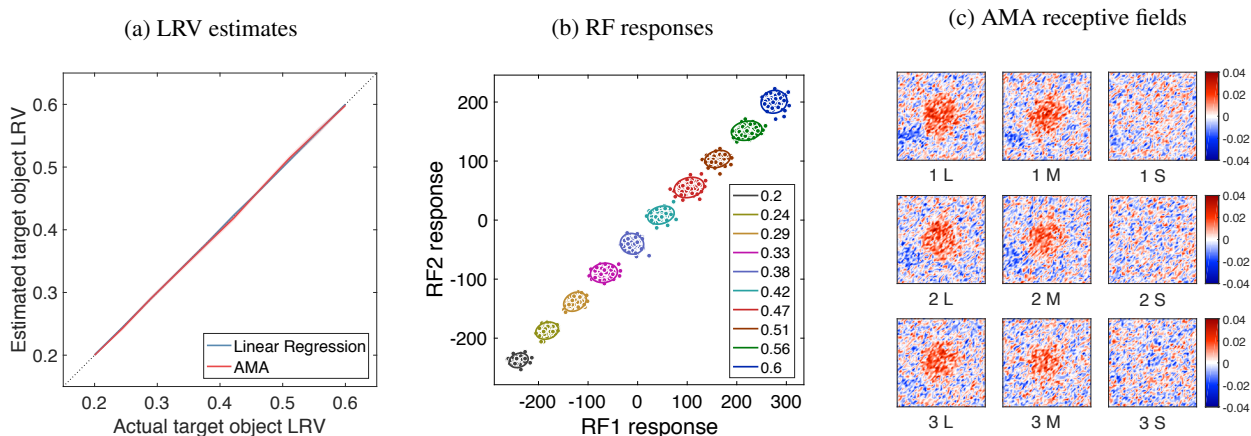 (a) LRV estimates
Estimated target object LRV
0.6
0.5
0.4
0.3
0.2
Linear Regression
AMA
0.2 0.3 0.4 0.5 0.6
Actual target object LRV
(b) RF responses
RF2 response
200
100
0
-100
-200
0.2
0.24
0.29
0.33
0.38
0.42
0.47
0.51
0.56
0.6
-200 -100 0 100 200 300
RF1 response
(c) AMA receptive fields
0.04
0.02
0
-0.02
-0.04
1 L 1 M 1 S
0.04
0.02
0
-0.02
-0.04
2 L 2 M 2 S
0.04
0.02
0
-0.02
-0.04
3 L 3 M 3 S